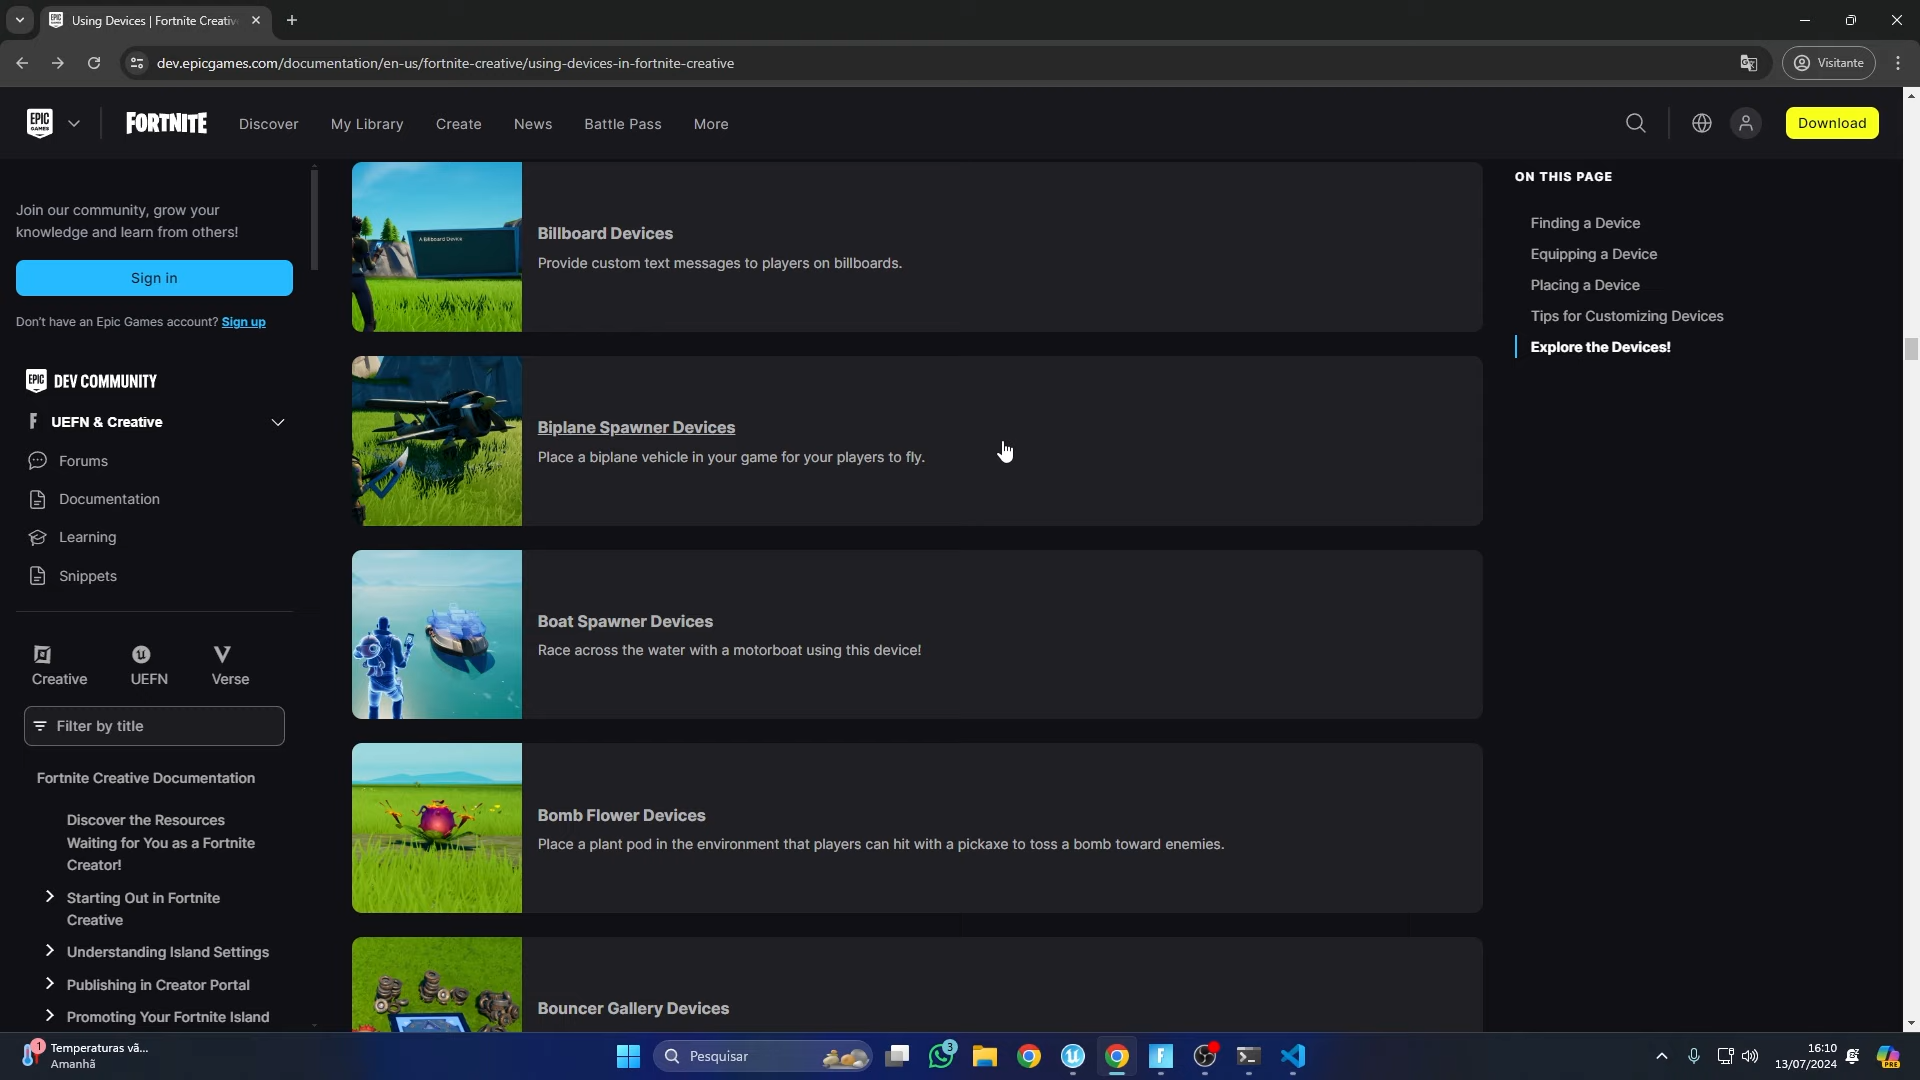 Using Devices | Fortnite Creativ
dev.epicgames.com/documentation/en-us/fortnite-creative/using-devices-in-fortnite-creative
Visitante
EPIC GAMES
FORTNITE
Discover
My Library
Create
News
Battle Pass
More
Download
Join our community, grow your
knowledge and learn from others!
Sign in
Don't have an Epic Games account? Sign up
EPIC DEV COMMUNITY
UEFN & Creative
Forums
Documentation
Learning
Snippets
Creative
UEFN
Verse
Filter by title
Fortnite Creative Documentation
Discover the Resources
Waiting for You as a Fortnite
Creator!
Starting Out in Fortnite
Creative
Understanding Island Settings
Publishing in Creator Portal
Promoting Your Fortnite Island
A Billboard Device
Billboard Devices
Provide custom text messages to players on billboards.
Biplane Spawner Devices
Place a biplane vehicle in your game for your players to fly.
Boat Spawner Devices
Race across the water with a motorboat using this device!
Bomb Flower Devices
Place a plant pod in the environment that players can hit with a pickaxe to toss a bomb toward enemies.
Bouncer Gallery Devices
ON THIS PAGE
Finding a Device
Equipping a Device
Placing a Device
Tips for Customizing Devices
Explore the Devices!
1
Temperaturas vã...
Amanhã
Pesquisar
3
16:10
13/07/2024
PRE